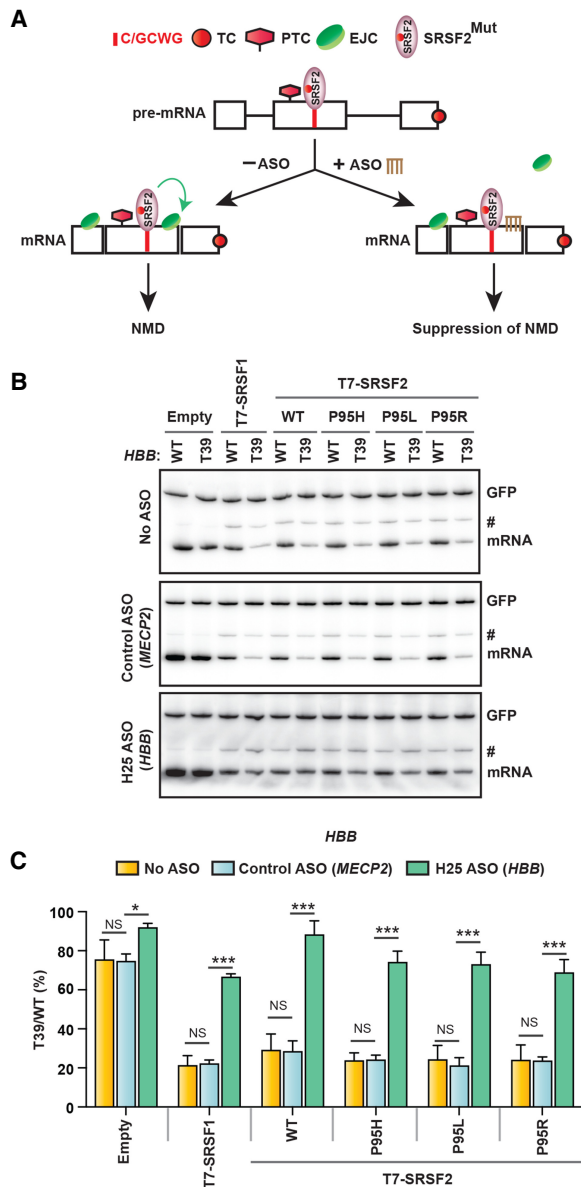 A
C/GCWG TC PTC EJC SRSF2Mut
SRSF2
pre-mRNA
−ASO + ASO
SRSF2 SRSF2
mRNA mRNA
NMD Suppression of NMD
B
T7-SRSF1 T7-SRSF2
Empty WT P95H P95L P95R
HBB: WT T39 WT T39 WT T39 WT T39 WT T39 WT T39
No ASO
GFP
#
mRNA
Control ASO
(MECP2)
GFP
#
mRNA
H25 ASO
(HBB)
GFP
#
mRNA
C
HBB
No ASO Control ASO (MECP2) H25 ASO (HBB)
T39/WT (%)
100
80
60
40
20
0
NS * NS *** NS *** NS *** NS *** NS ***
Empty T7-SRSF1 WT P95H P95L P95R
T7-SRSF2